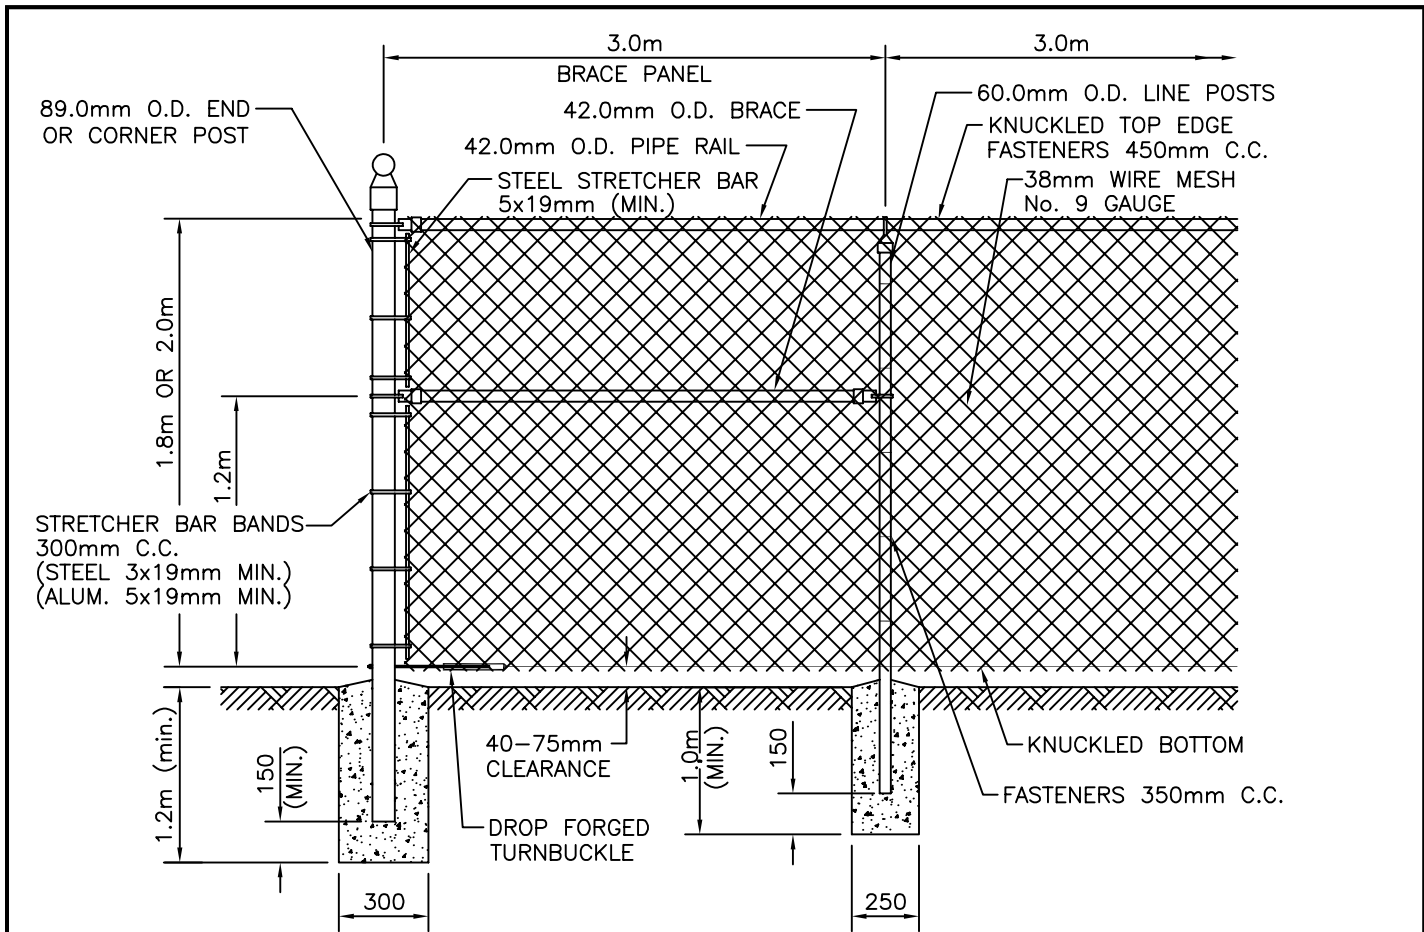 3.0m
3.0m
BRACE PANEL
89.0mm O.D. END
OR CORNER POST
42.0mm O.D. BRACE
60.0mm O.D. LINE POSTS
42.0mm O.D. PIPE RAIL
KNUCKLED TOP EDGE
FASTENERS 450mm C.C.
STEEL STRETCHER BAR
5x19mm (MIN.)
38mm WIRE MESH
No. 9 GAUGE
1.8m OR 2.0m
1.2m
STRETCHER BAR BANDS
300mm C.C.
(STEEL 3x19mm MIN.)
(ALUM. 5x19mm MIN.)
1.2m (min.)
150
(MIN.)
40-75mm
CLEARANCE
1.0m
(MIN.)
150
KNUCKLED BOTTOM
FASTENERS 350mm C.C.
DROP FORGED
TURNBUCKLE
300
250